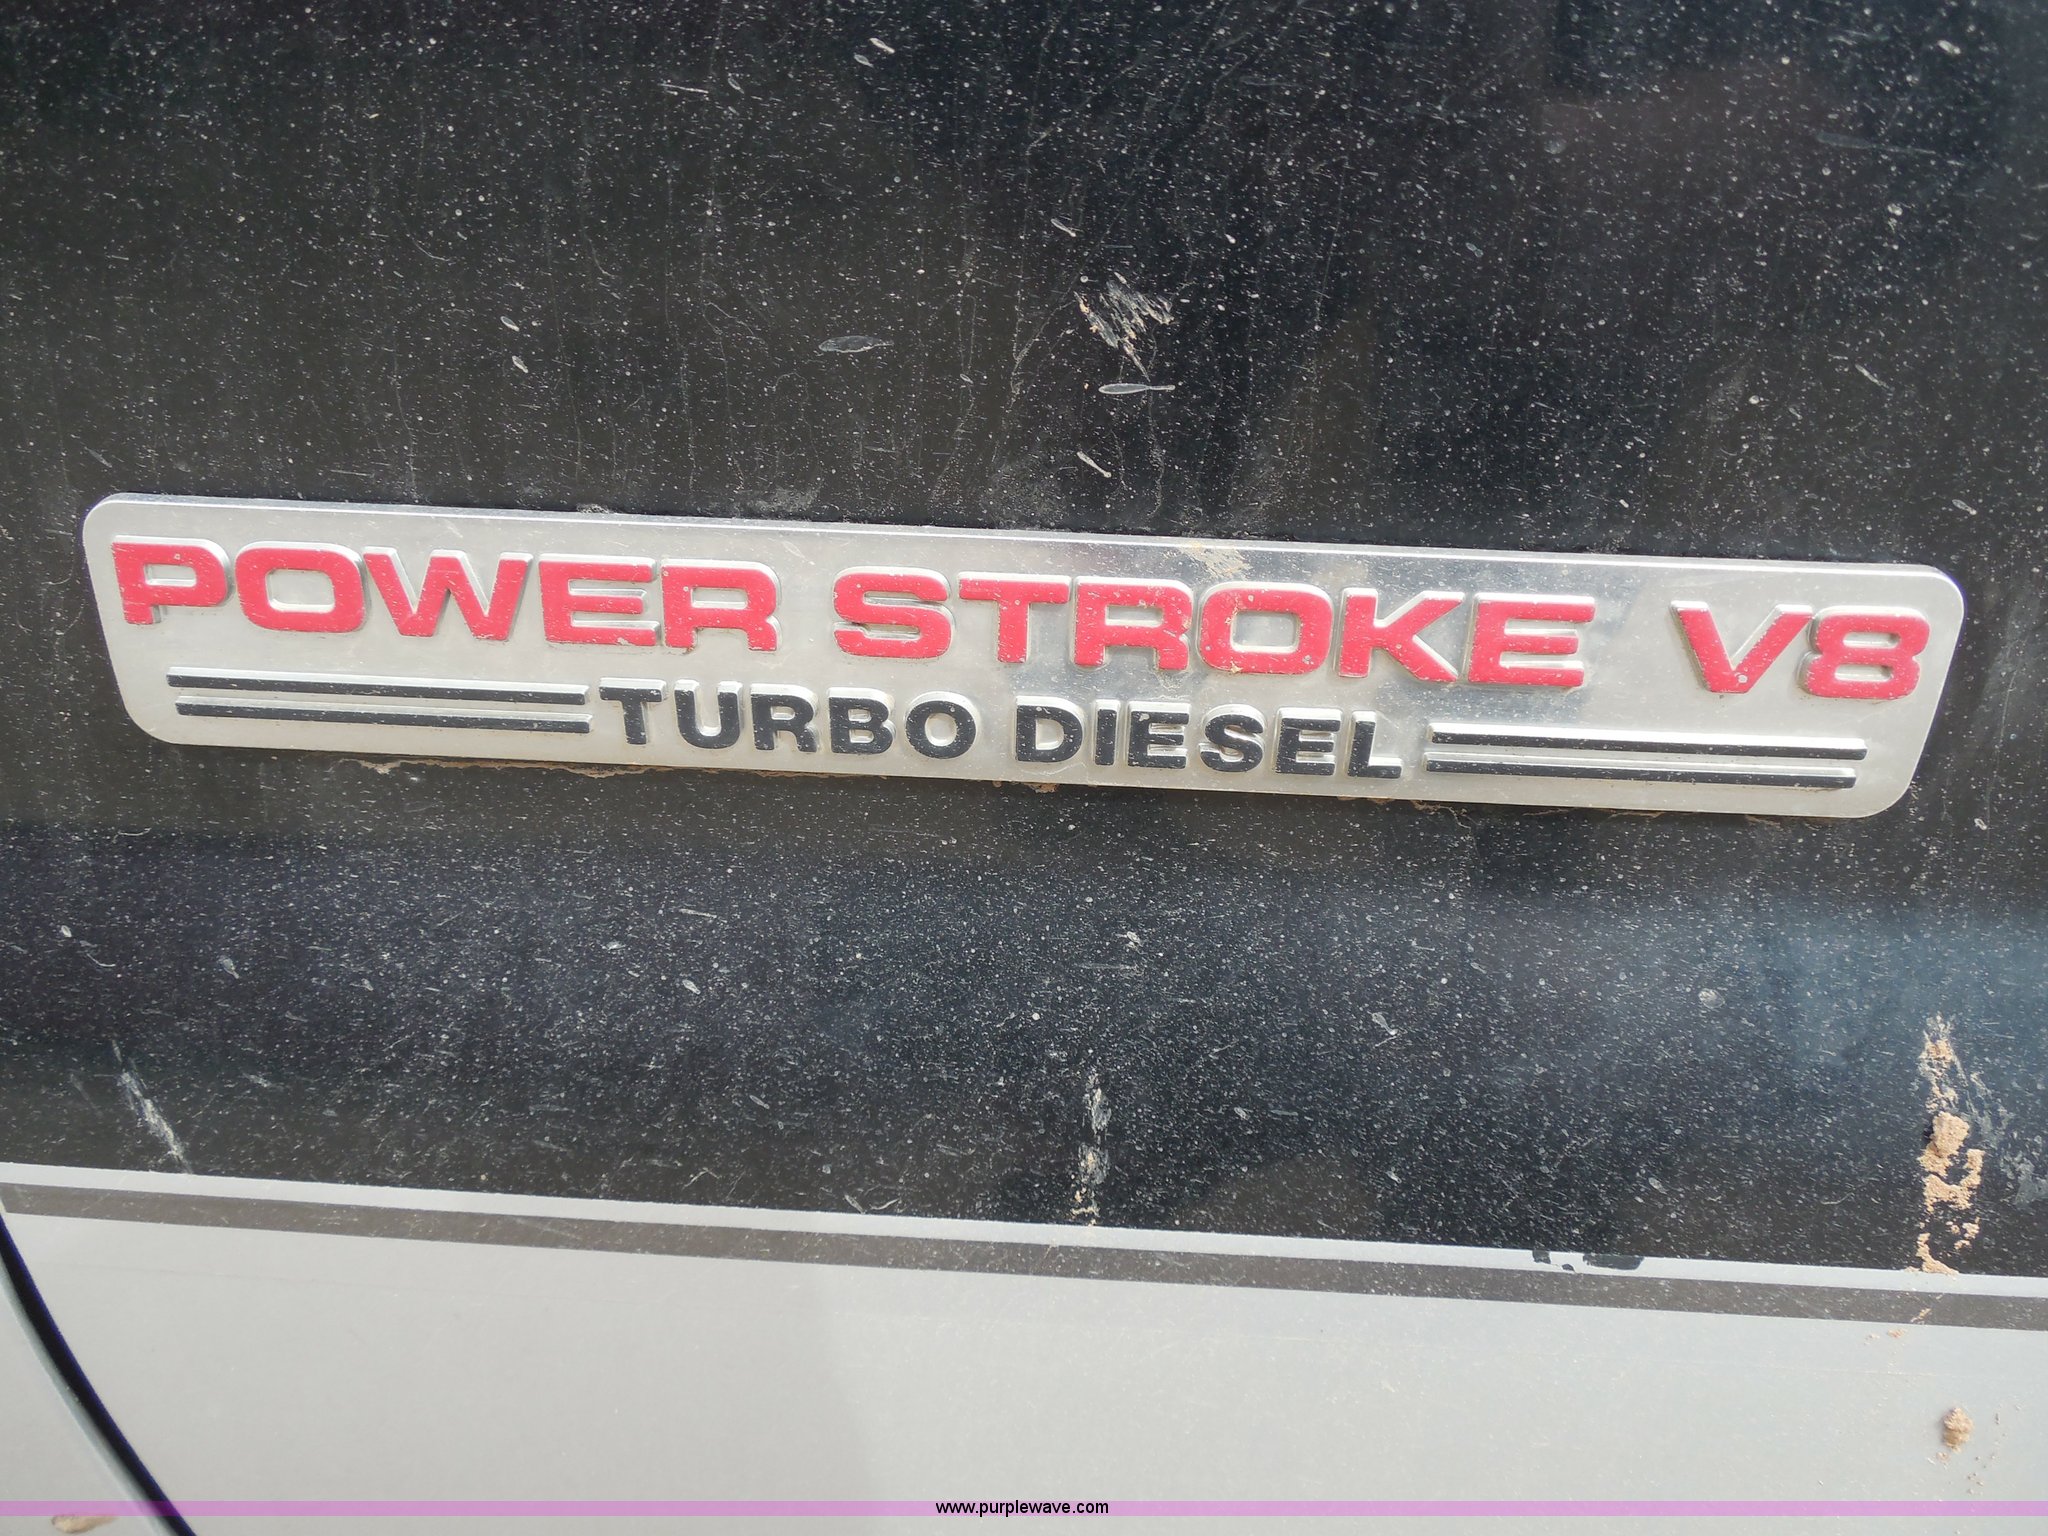 POWER STROKE V8
TURBO DIESEL
www.purplewave.com